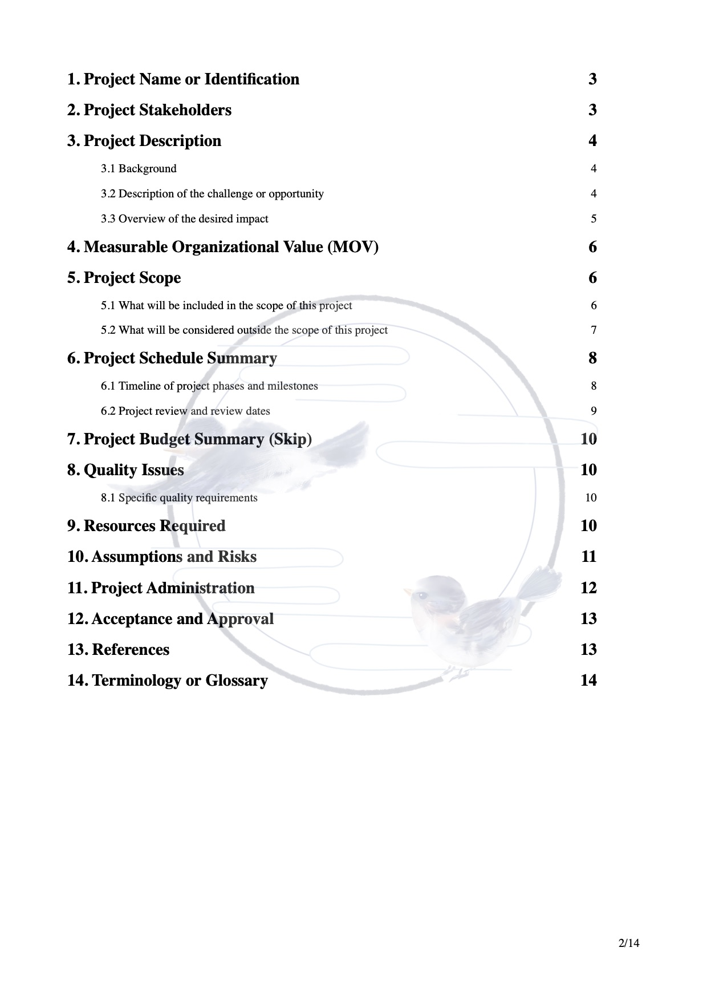 1. Project Name or Identification 3
2. Project Stakeholders 3
3. Project Description 4
3.1 Background 4
3.2 Description of the challenge or opportunity 4
3.3 Overview of the desired impact 5
4. Measurable Organizational Value (MOV) 6
5. Project Scope 6
5.1 What will be included in the scope of this project 6
5.2 What will be considered outside the scope of this project 7
6. Project Schedule Summary 8
6.1 Timeline of project phases and milestones 8
6.2 Project review and review dates 9
7. Project Budget Summary (Skip) 10
8. Quality Issues 10
8.1 Specific quality requirements 10
9. Resources Required 10
10. Assumptions and Risks 11
11. Project Administration 12
12. Acceptance and Approval 13
13. References 13
14. Terminology or Glossary 14
2/14